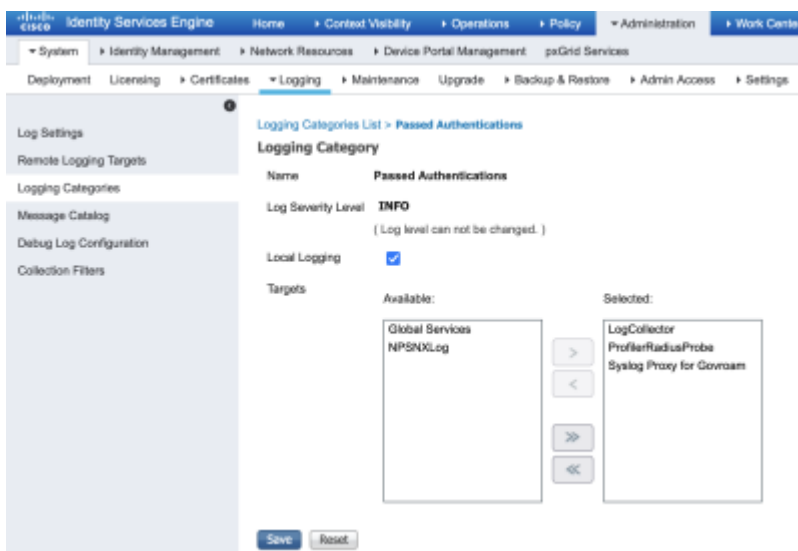 cisco Identity Services Engine Home Context Visibility Operations Policy Administration Work Cente
System Identity Management Network Resources Device Portal Management pxGrid Services
Deployment Licensing Certificates Logging Maintenance Upgrade Backup & Restore Admin Access Settings
Log Settings
Remote Logging Targets
Logging Categories
Message Catalog
Debug Log Configuration
Collection Filters
Logging Categories List > Passed Authentications
Logging Category
Name Passed Authentications
Log Severity Level INFO
( Log level can not be changed. )
Local Logging
Targets
Available: Selected:
Global Services LogCollector
NPSNXLog ProfilerRadiusProbe
Syslog Proxy for Govroam
>
<
>>
<<
Save Reset